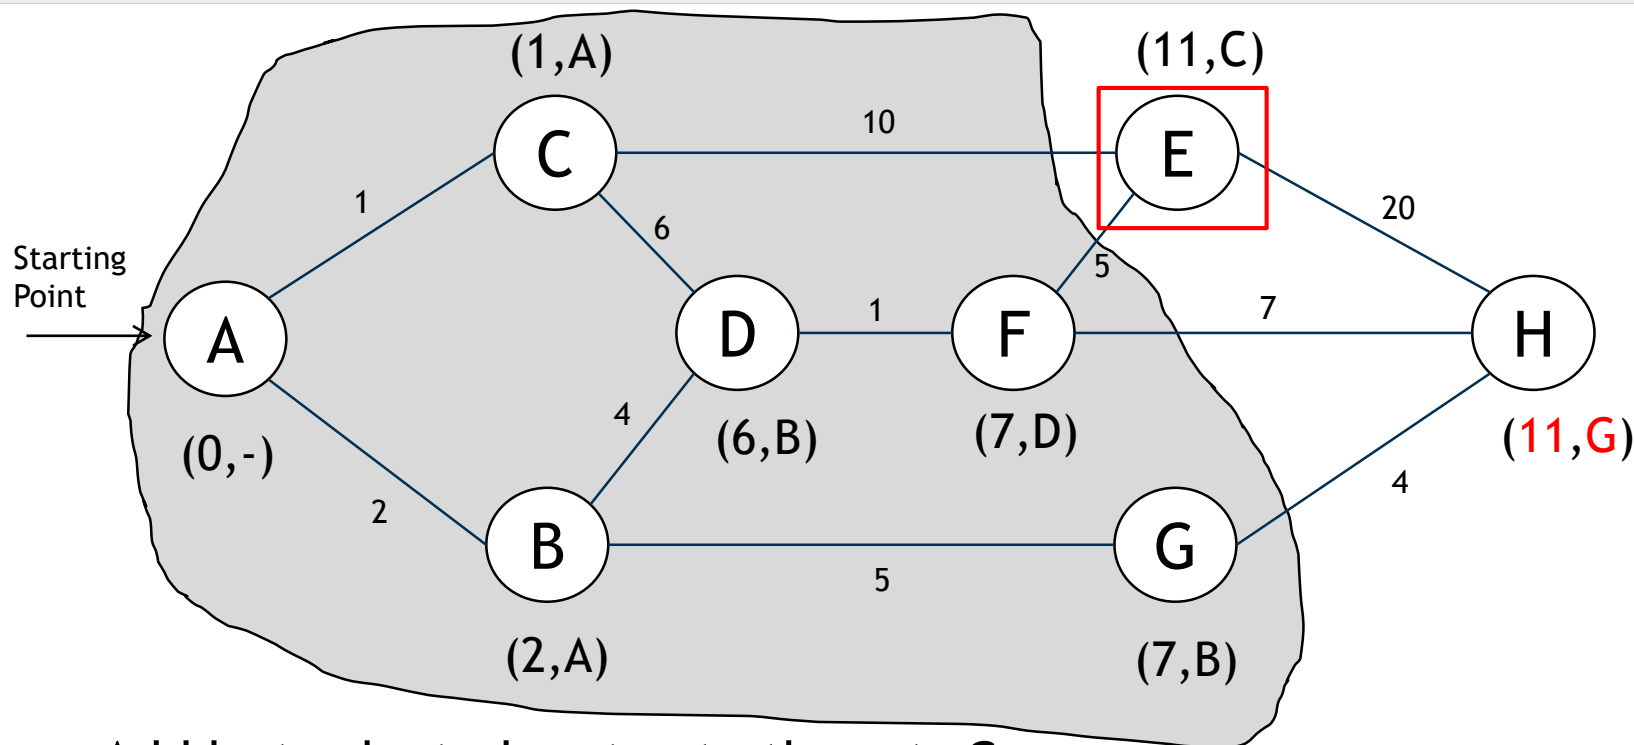 (1,A)
(11,C)
10
C
E
1
6
20
Starting
Point
5
1
7
A
D
F
H
4
(6,B)
(7,D)
(11,G)
(0,-)
4
2
B
G
5
(2,A)
(7,B)